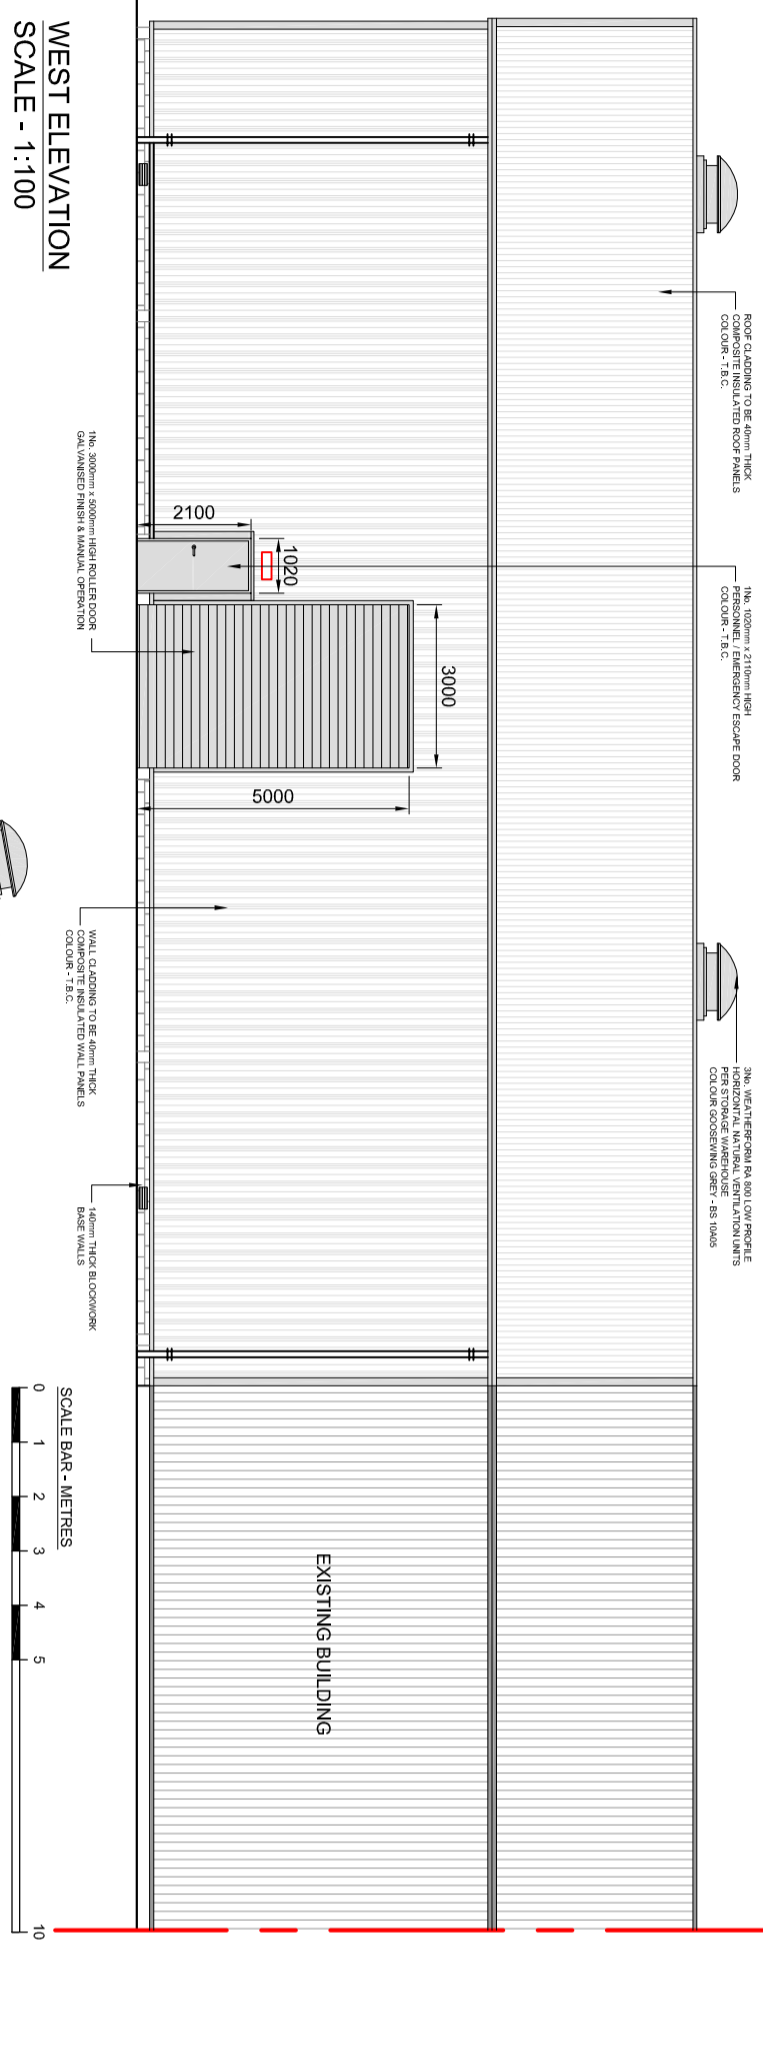 ROOF CLADDING TO BE 40mm THICK
COMPOSITE INSULATED ROOF PANELS
COLOUR - T.B.C.
1No. 1020mm x 2110mm HIGH
PERSONNEL / EMERGENCY ESCAPE DOOR
COLOUR - T.B.C.
3No. WEATHERFORM RA 800 LOW PROFILE
HORIZONTAL NATURAL VENTILATION UNITS
PER STORAGE WAREHOUSE
COLOUR GOOSEWING GREY - BS 10A05
3000
1020
2100
5000
EXISTING BUILDING
1No. 3000mm x 5000mm HIGH ROLLER DOOR
GALVANISED FINISH & MANUAL OPERATION
WALL CLADDING TO BE 40mm THICK
COMPOSITE INSULATED WALL PANELS
COLOUR - T.B.C.
140mm THICK BLOCKWORK
BASE WALLS
WEST ELEVATION
SCALE - 1:100
SCALE BAR - METRES
0 1 2 3 4 5 10